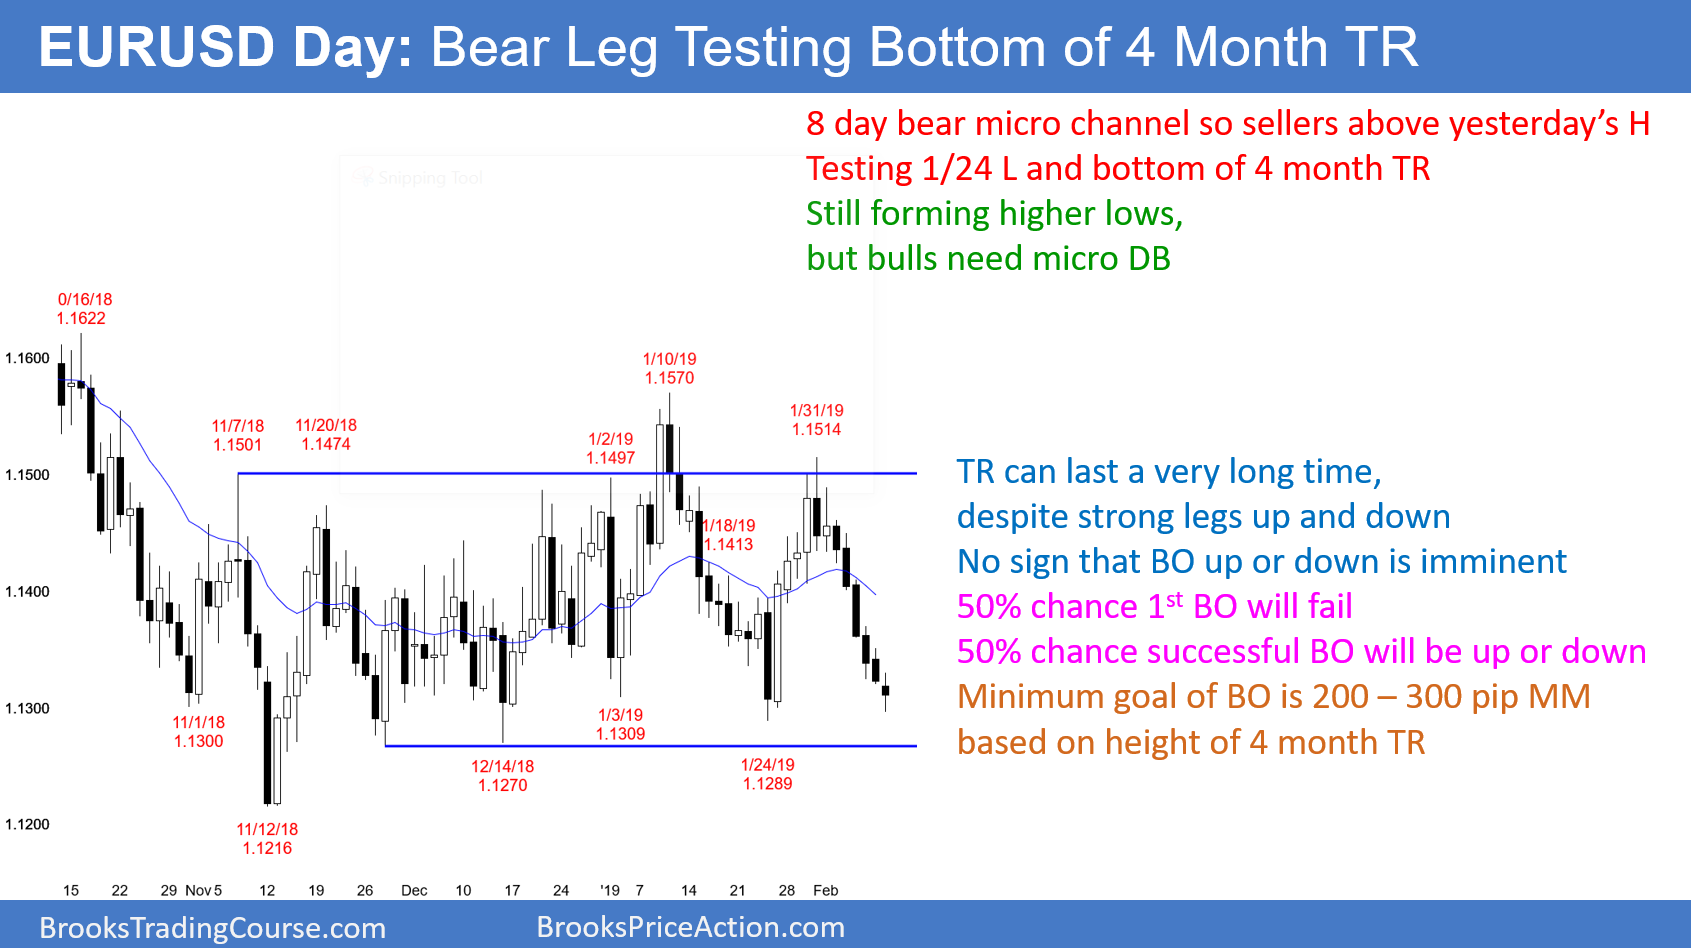 EURUSD Day: Bear Leg Testing Bottom of 4 Month TR
8 day bear micro channel so sellers above yesterday's H
Testing 1/24 L and bottom of 4 month TR
Still forming higher lows,
but bulls need micro DB
Snipping Tool
0/16/18
1.1622
1/10/19
1.1570
1/31/19
1.1514
11/7/18
1.1501
11/20/18
1.1474
1/2/19
1.1497
1/18/19
1.1413
1.1600
1.1500
1.1400
1.1300
1.1200
TR can last a very long time,
despite strong legs up and down
No sign that BO up or down is imminent
50% chance 1st BO will fail
50% chance successful BO will be up or down
Minimum goal of BO is 200 – 300 pip MM
based on height of 4 month TR
11/1/18
1.1300
1/3/19
1.1309
12/14/18
1.1270
1/24/19
1.1289
11/12/18
1.1216
15 22 29 Nov 5 12 19 26 Dec 10 17 24 '19 7 14 21 28 Feb
BrooksTradingCourse.com
BrooksPriceAction.com